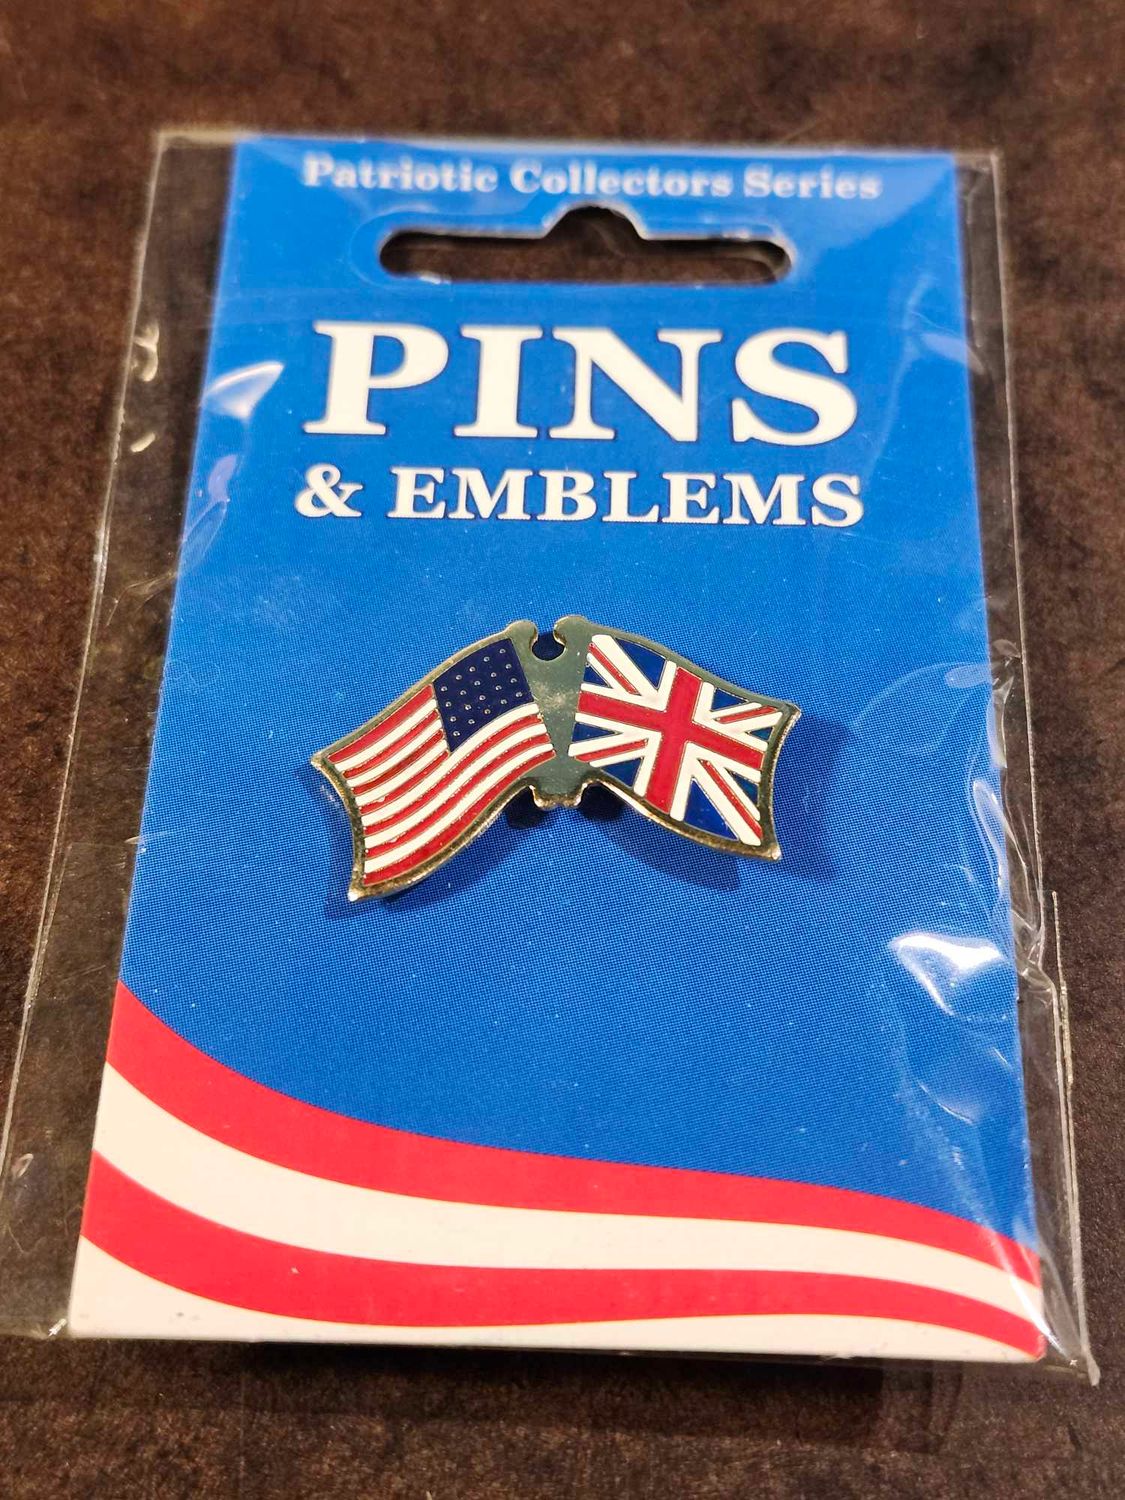 Patriotic Collectors Series
PINS
& EMBLEMS